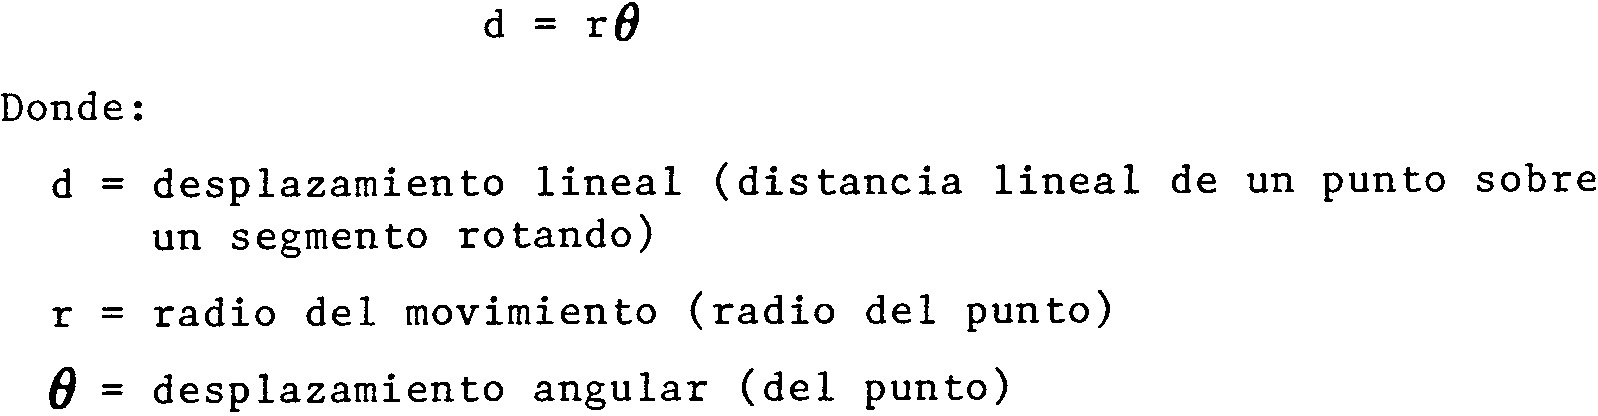 d = rθ
Donde:
d = desplazamiento lineal (distancia lineal de un punto sobre
un segmento rotando)
r = radio del movimiento (radio del punto)
θ = desplazamiento angular (del punto)